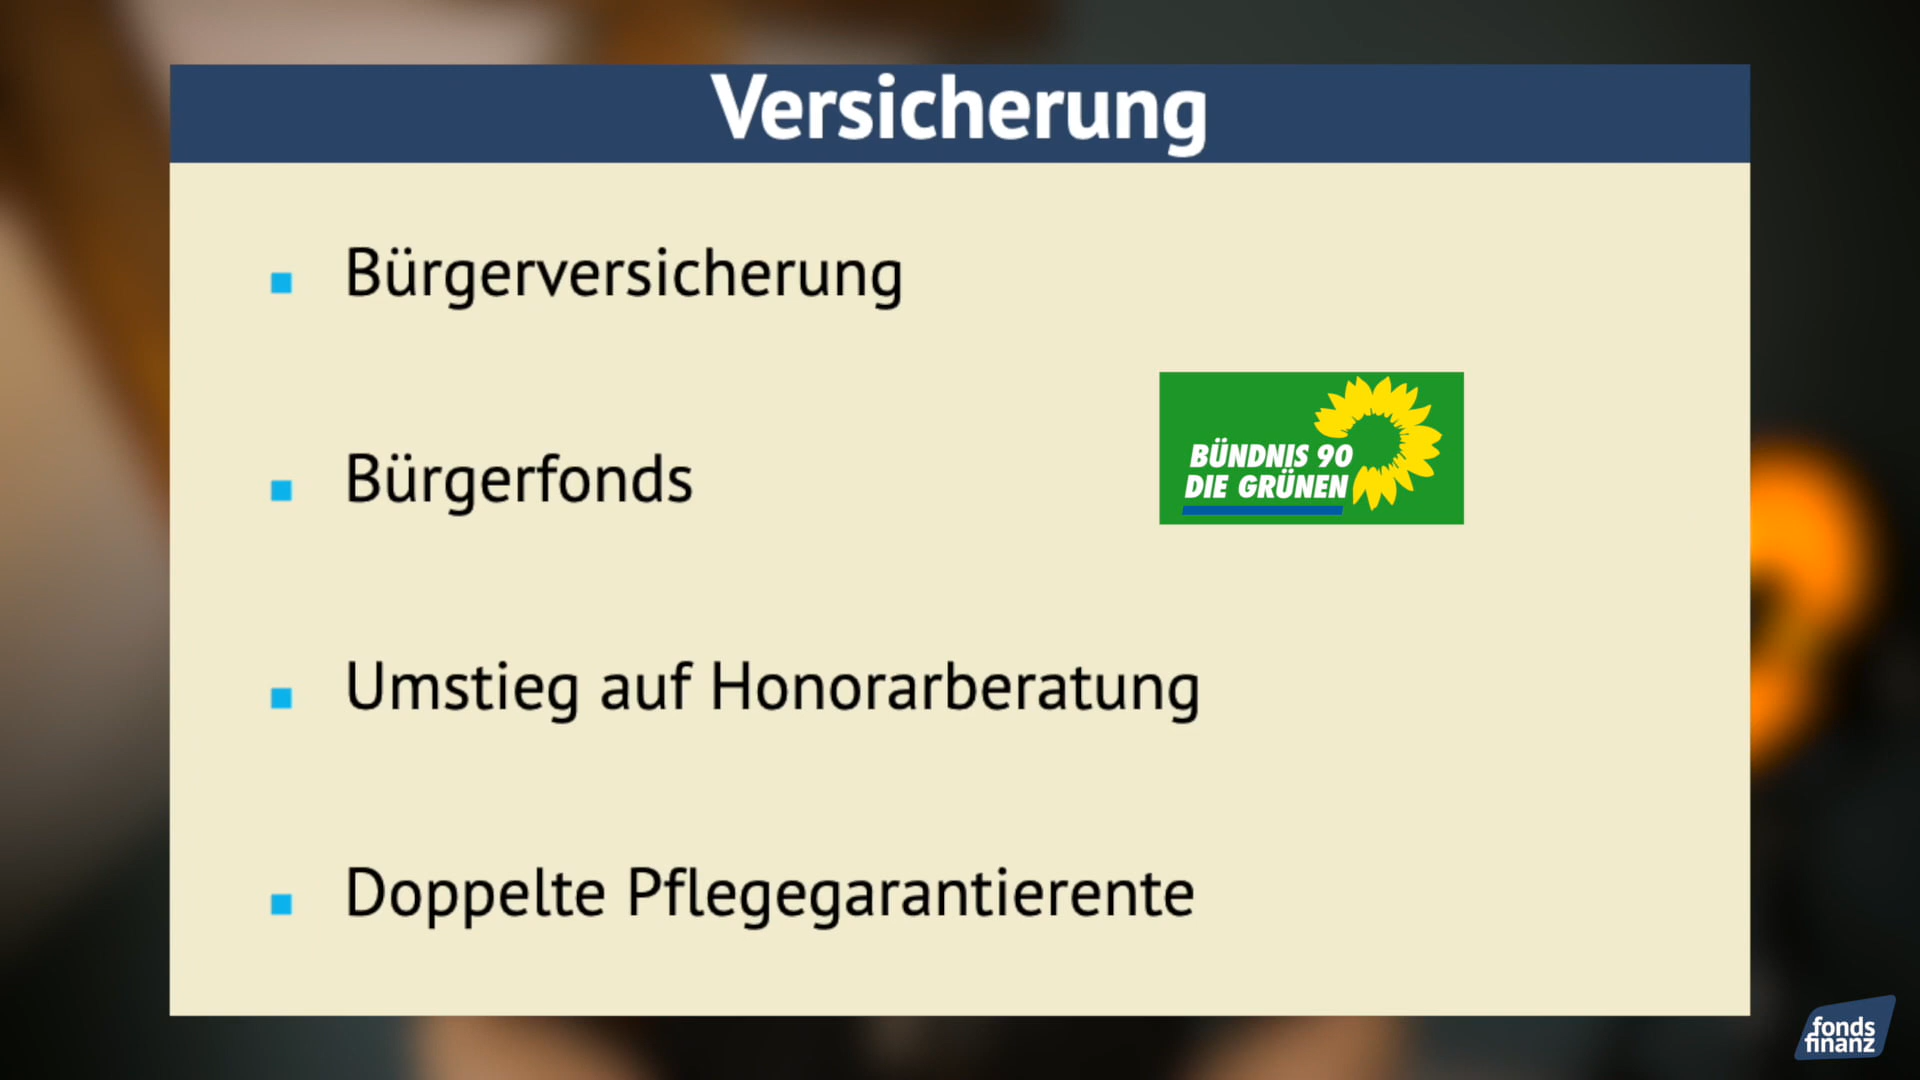 Versicherung
Bürgerversicherung
Bürgerfonds
BÜNDNIS 90
DIE GRÜNEN
Umstieg auf Honorarberatung
Doppelte Pflegegarantierente
fonds
finanz